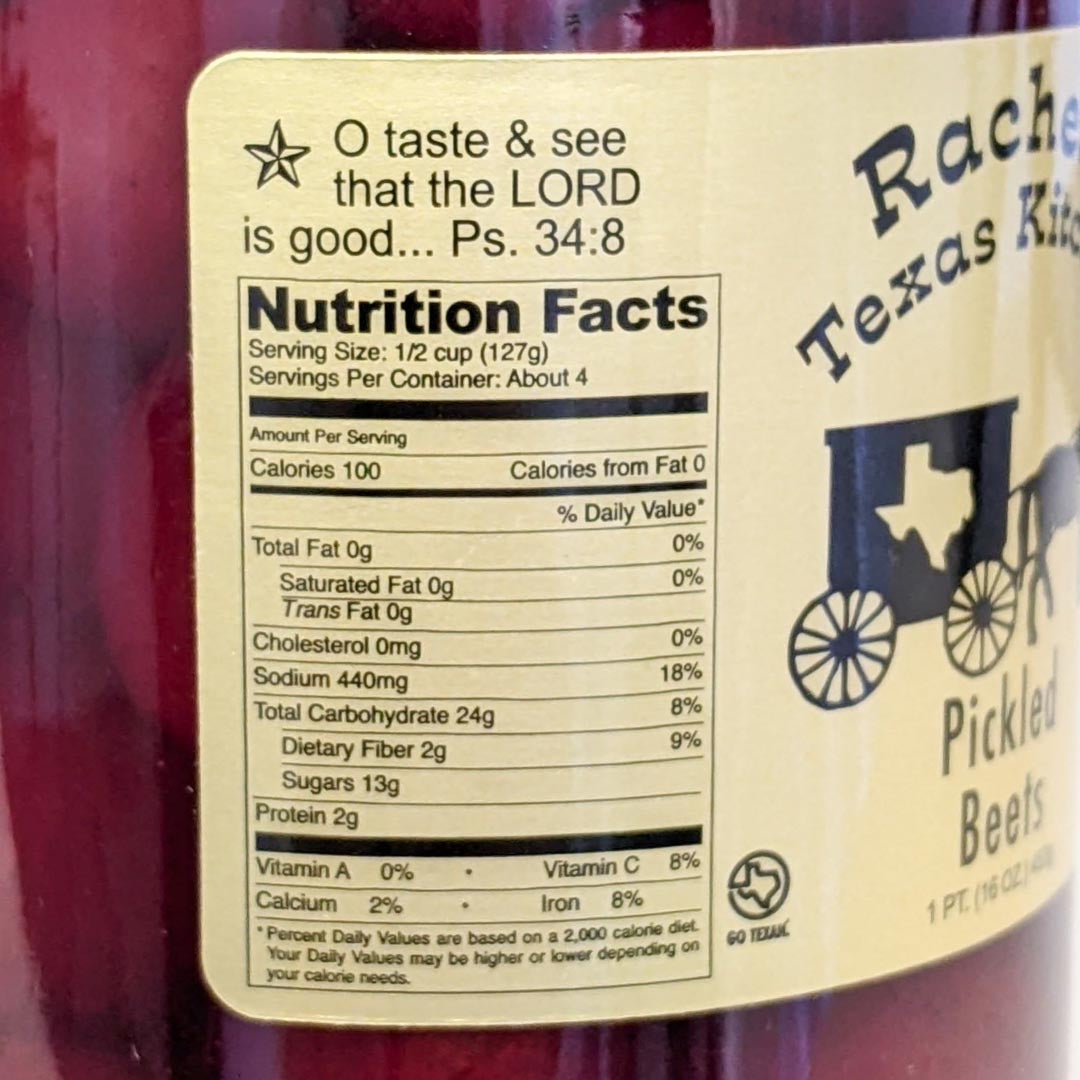 O taste & see
that the LORD
is good... Ps. 34:8
Nutrition Facts
Serving Size: 1/2 cup (127g)
Servings Per Container: About 4
Amount Per Serving
Calories 100 Calories from Fat 0
% Daily Value*
Total Fat 0g 0%
Saturated Fat 0g 0%
Trans Fat 0g
Cholesterol 0mg 0%
Sodium 440mg 18%
Total Carbohydrate 24g 8%
Dietary Fiber 2g 9%
Sugars 13g
Protein 2g
Vitamin A 0% • Vitamin C 8%
Calcium 2% • Iron 8%
*Percent Daily Values are based on a 2,000 calorie diet.
Your Daily Values may be higher or lower depending on
your calorie needs.
GO TEXAN.
Rache
Texas Kitc
Pickled
Beets
1 PT. (16 OZ.)